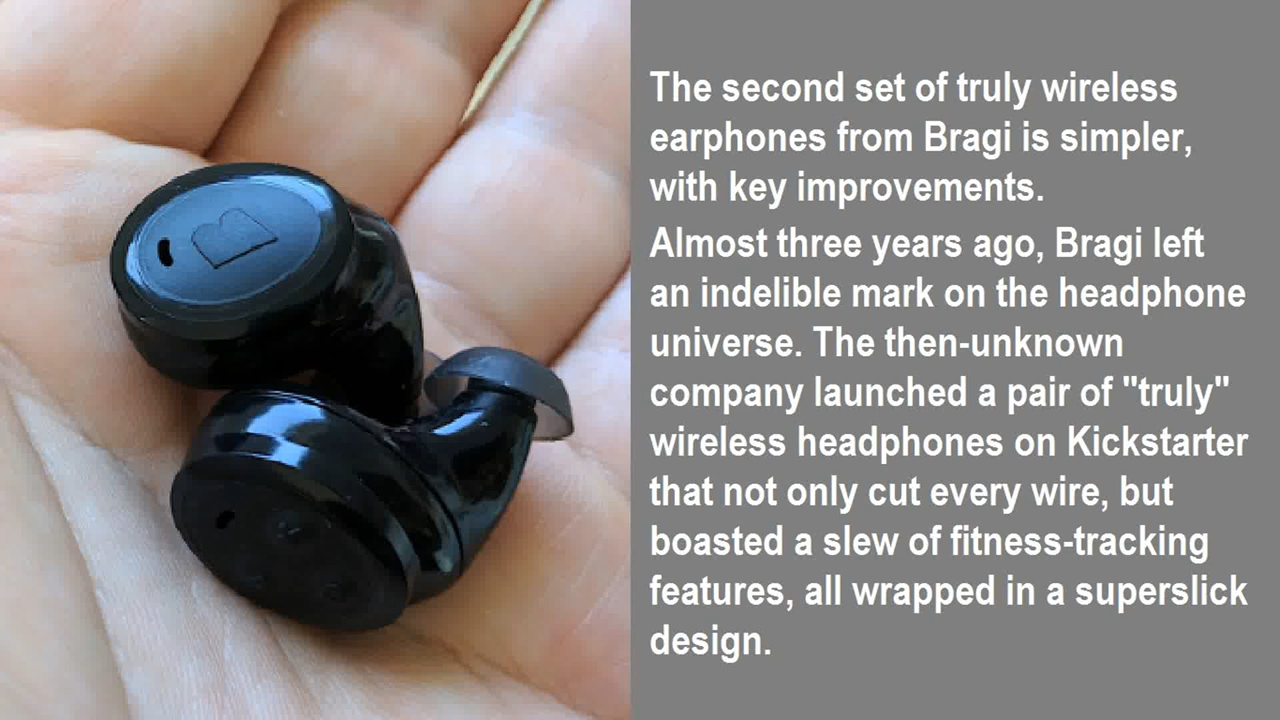 The second set of truly wireless
earphones from Bragi is simpler,
with key improvements.
Almost three years ago, Bragi left
an indelible mark on the headphone
universe. The then-unknown
company launched a pair of "truly"
wireless headphones on Kickstarter
that not only cut every wire, but
boasted a slew of fitness-tracking
features, all wrapped in a superslick
design.